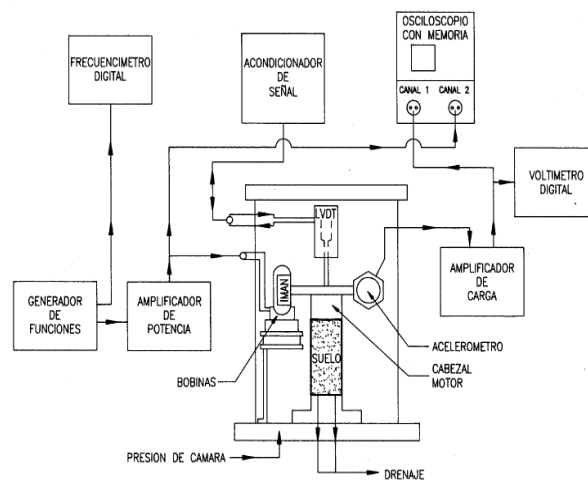 FRECUENCIMETRO
DIGITAL
ACONDICIONADOR
DE
SEÑAL
OSCILOSCOPIO
CON MEMORIA
CANAL 1
CANAL 2
VOLTIMETRO
DIGITAL
LVDT
GENERADOR
DE
FUNCIONES
AMPLIFICADOR
DE
POTENCIA
IMAN
AMPLIFICADOR
DE
CARGA
SUELO
ACELEROMETRO
CABEZAL
MOTOR
BOBINAS
PRESION DE CAMARA
DRENAJE